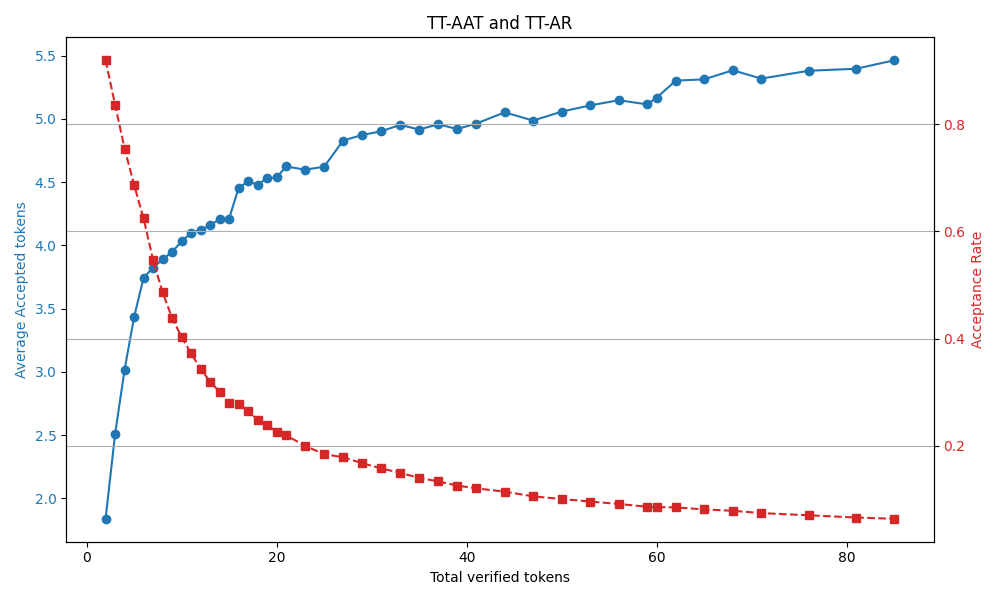 TT-AAT and TT-AR
5.5
5.0
4.5
4.0
3.5
3.0
2.5
2.0
Average Accepted tokens
0.8
0.6
0.4
0.2
Acceptance Rate
0 20 40 60 80
Total verified tokens